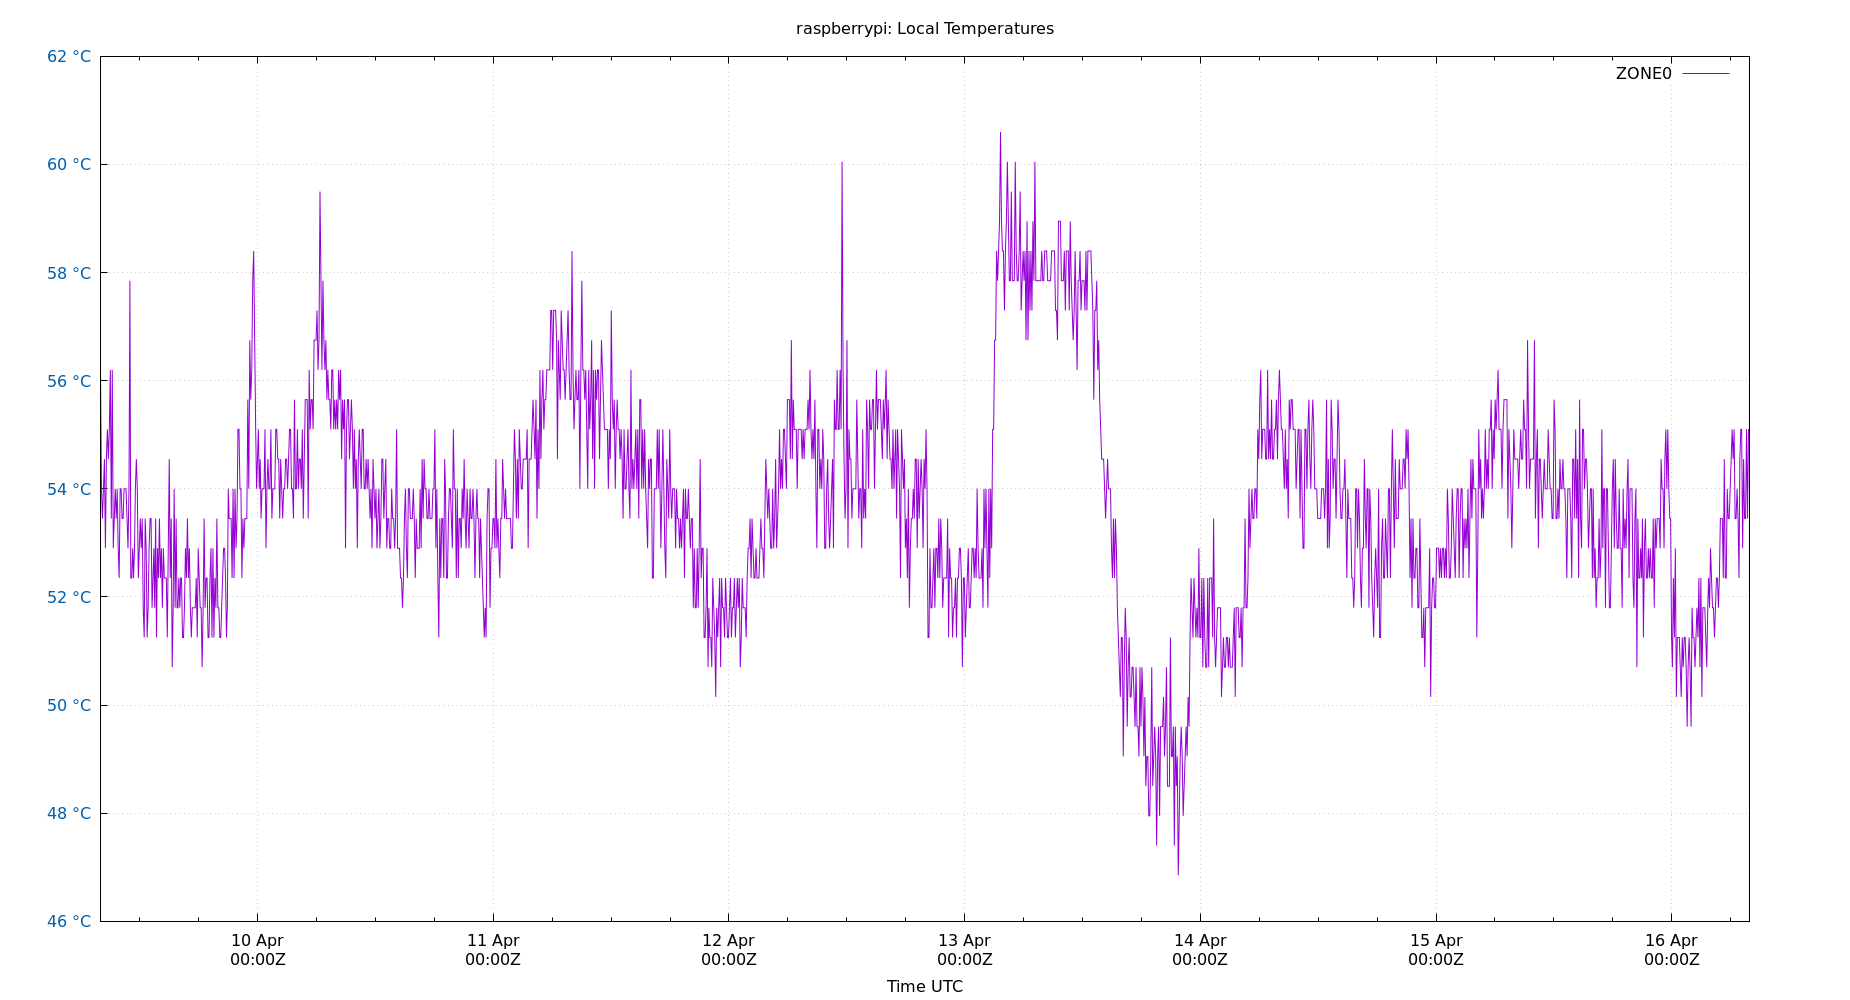 raspberrypi: Local Temperatures
62 °C
ZONE0
60 °C
58 °C
56 °C
54 °C
52 °C
50 °C
48 °C
46 °C
10 Apr 11 Apr 12 Apr 13 Apr 14 Apr 15 Apr 16 Apr
00:00Z 00:00Z 00:00Z 00:00Z 00:00Z 00:00Z 00:00Z
Time UTC